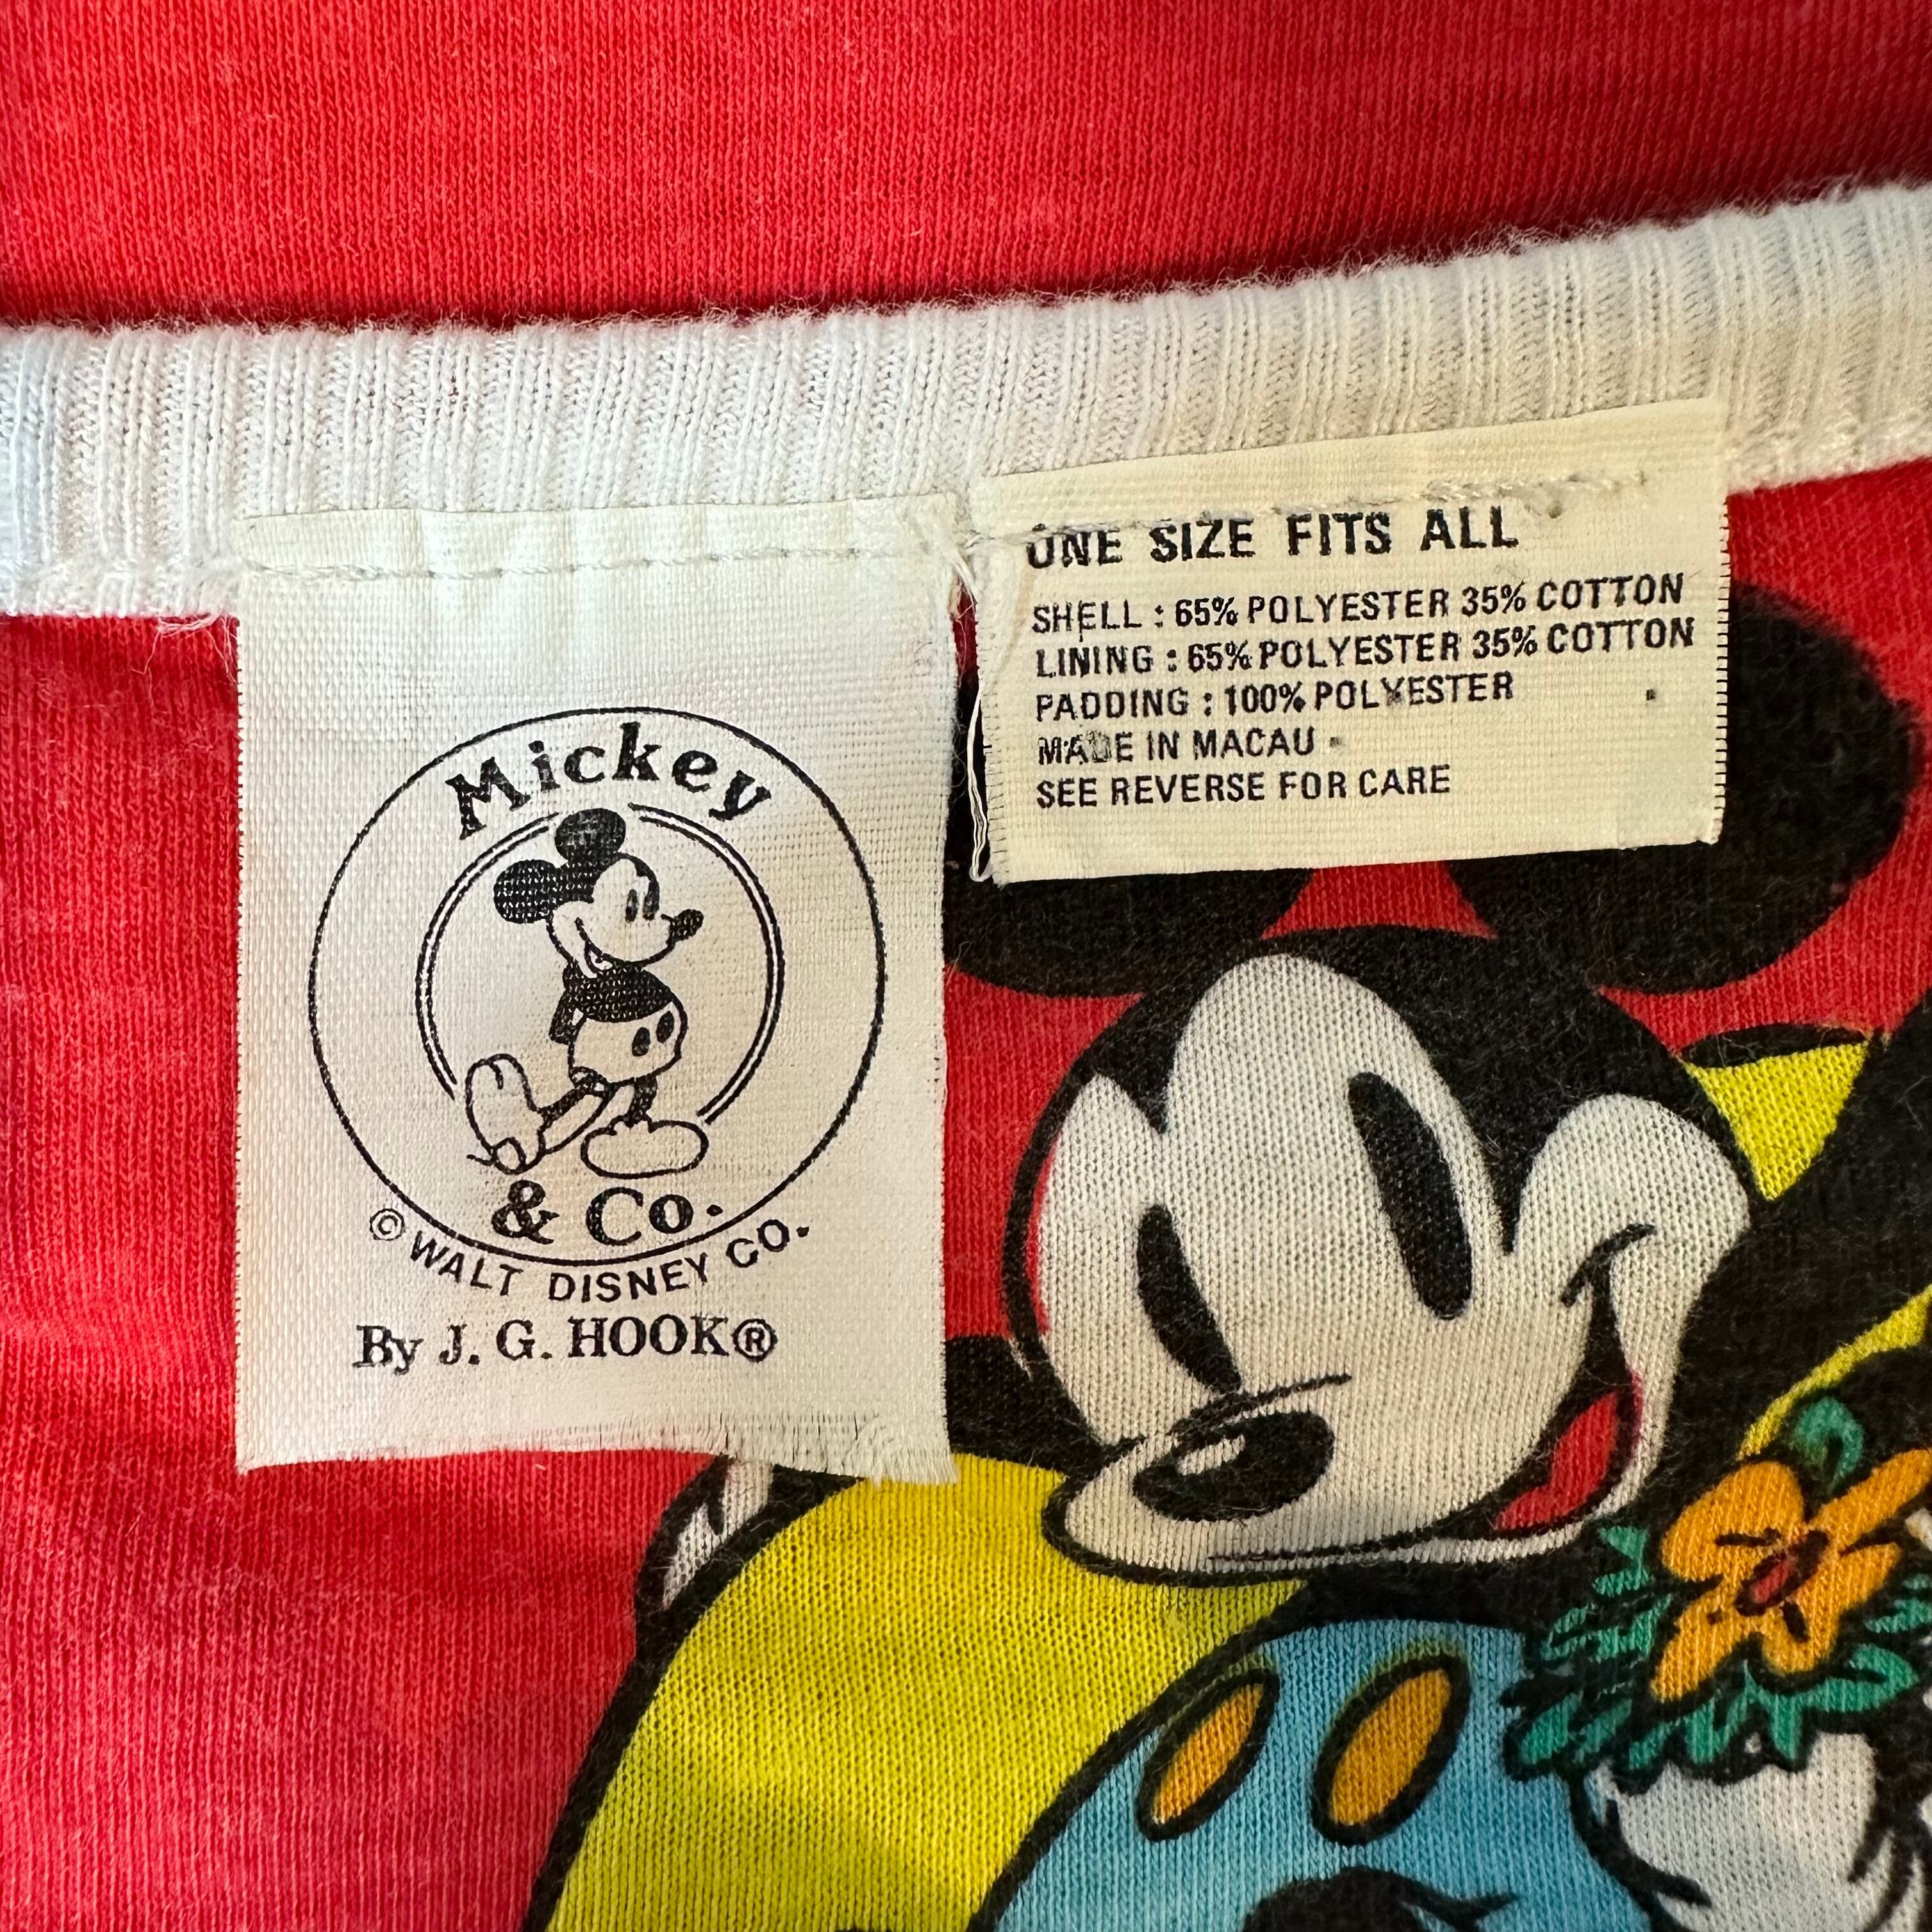 Mickey
& Co.
© WALT DISNEY CO.
By J. G. HOOK®
ONE SIZE FITS ALL
SHELL : 65% POLYESTER 35% COTTON
LINING : 65% POLYESTER 35% COTTON
PADDING : 100% POLYESTER
MADE IN MACAU
SEE REVERSE FOR CARE